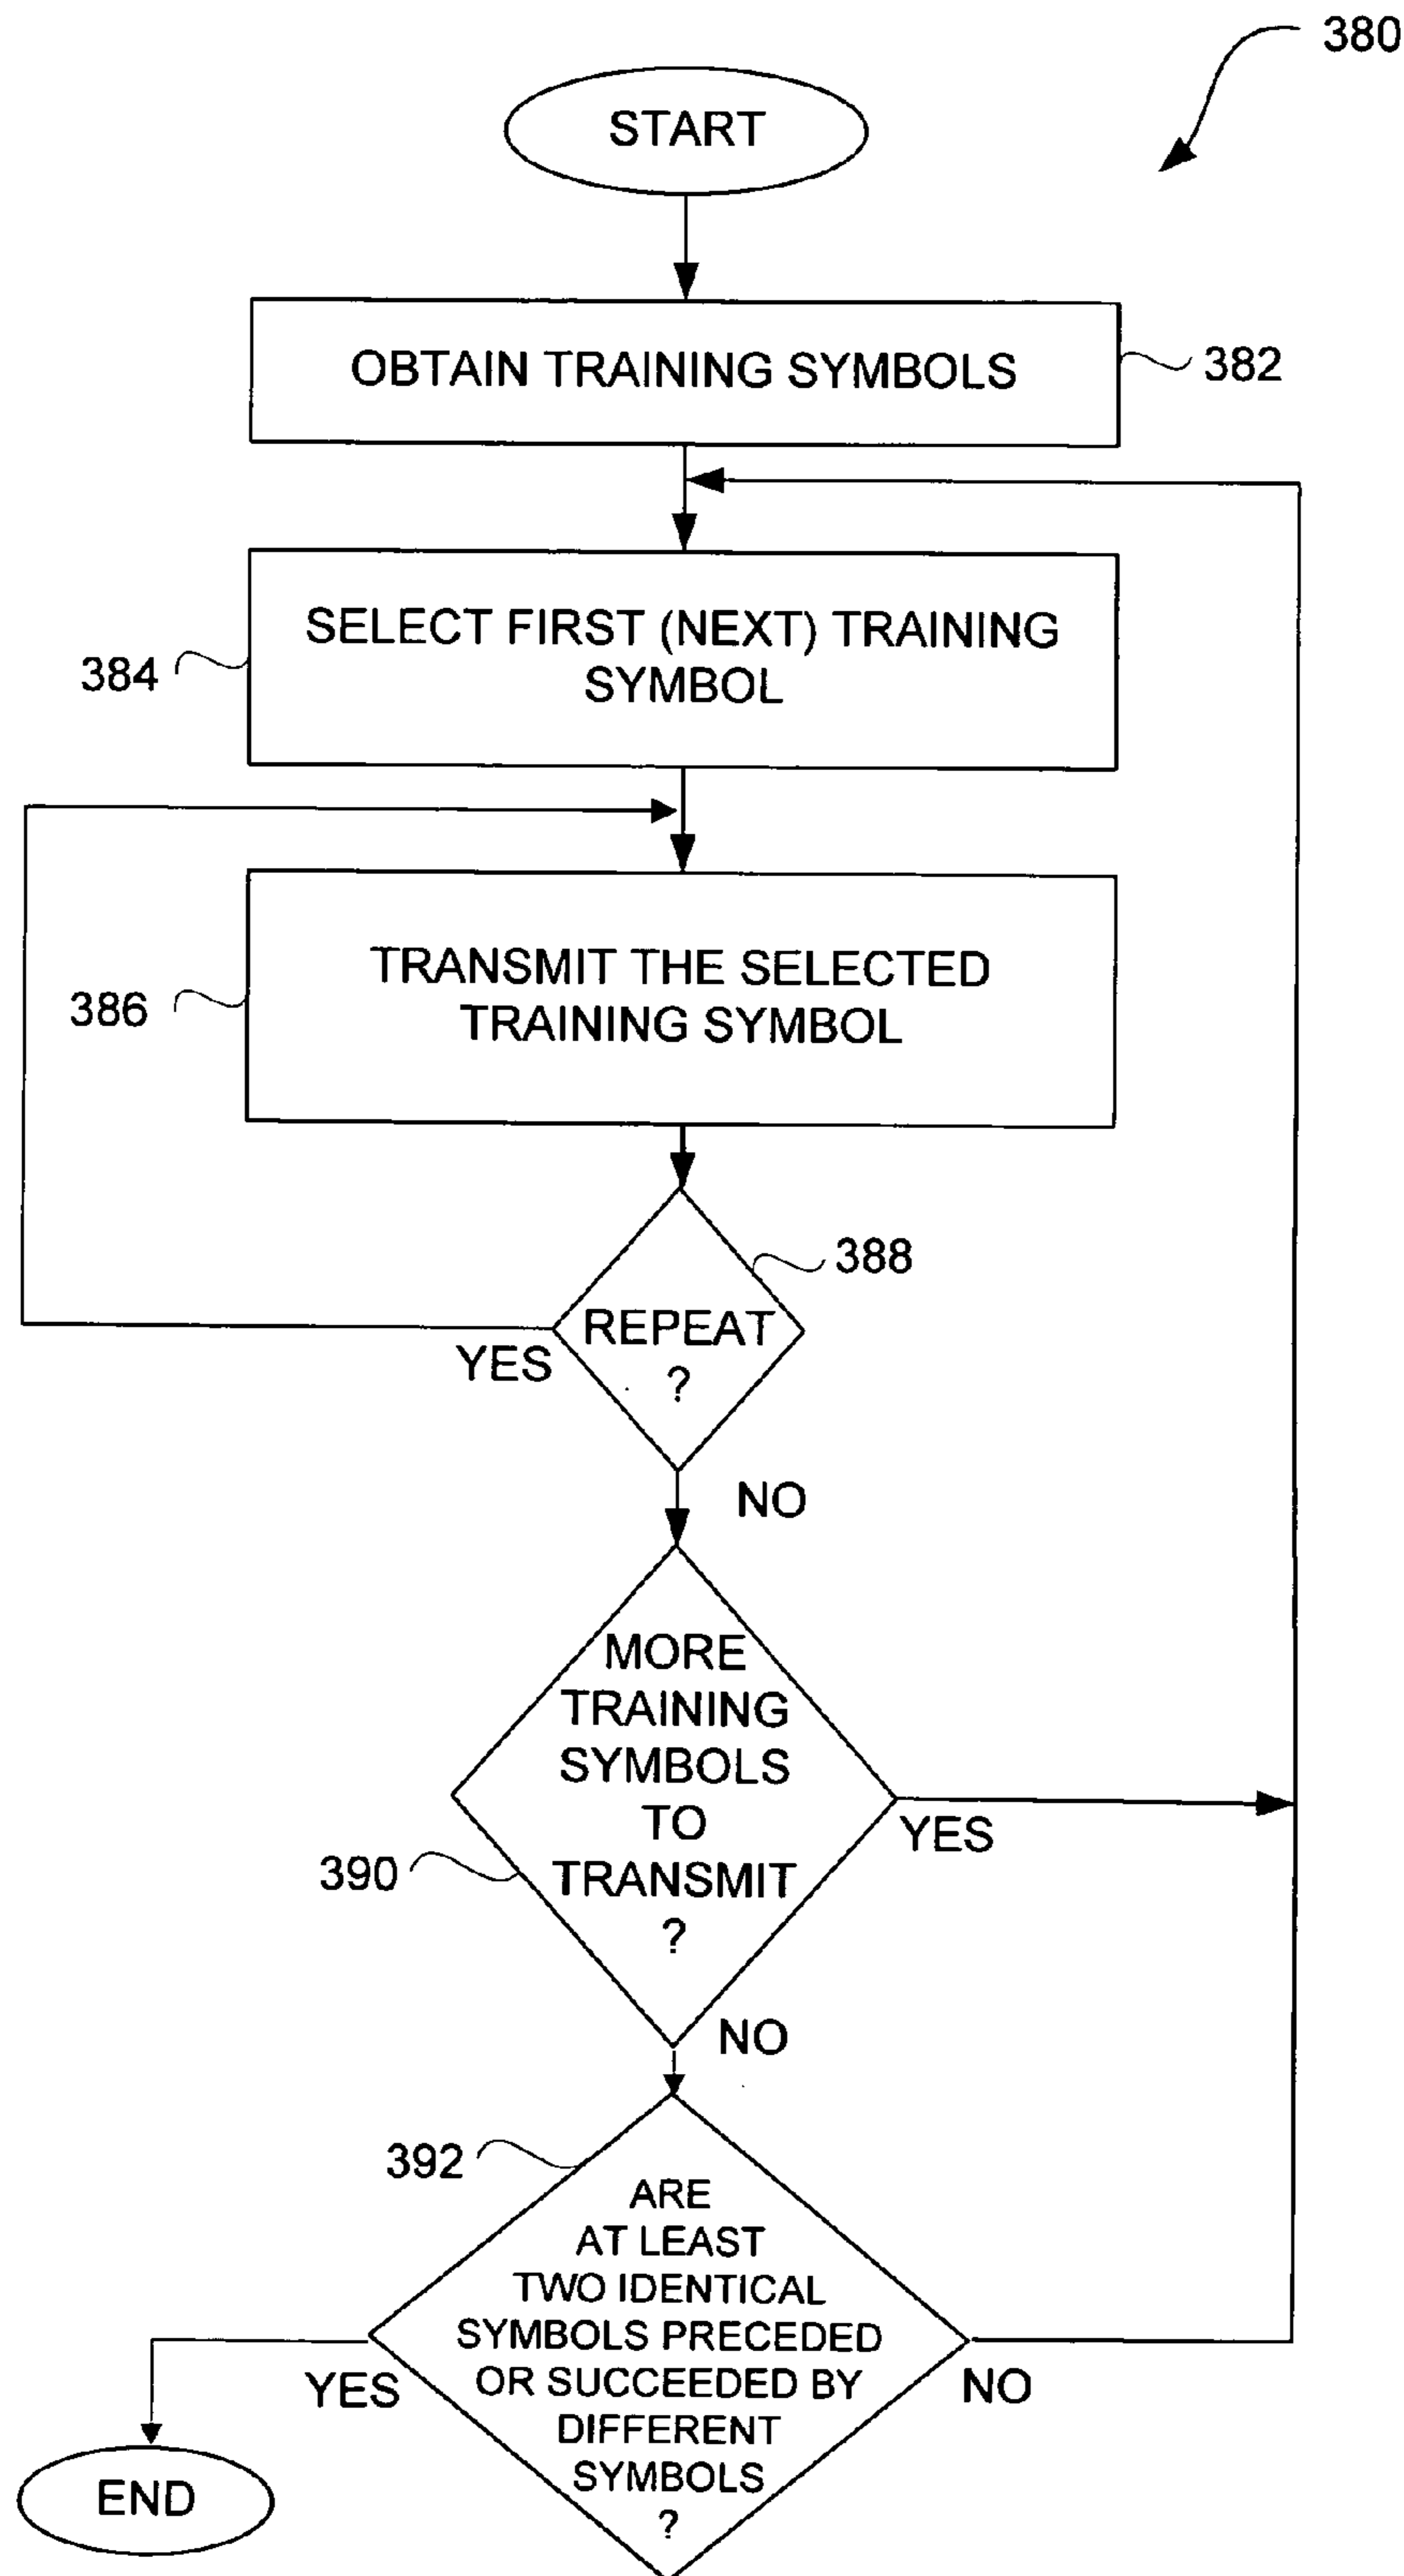 380
START
OBTAIN TRAINING SYMBOLS
382
SELECT FIRST (NEXT) TRAINING
SYMBOL
384
TRANSMIT THE SELECTED
TRAINING SYMBOL
386
388
REPEAT
?
YES
NO
MORE
TRAINING
SYMBOLS
TO
TRANSMIT
?
YES
390
NO
392
ARE
AT LEAST
TWO IDENTICAL
SYMBOLS PRECEDED
OR SUCCEEDED BY
DIFFERENT
SYMBOLS
?
YES
NO
END